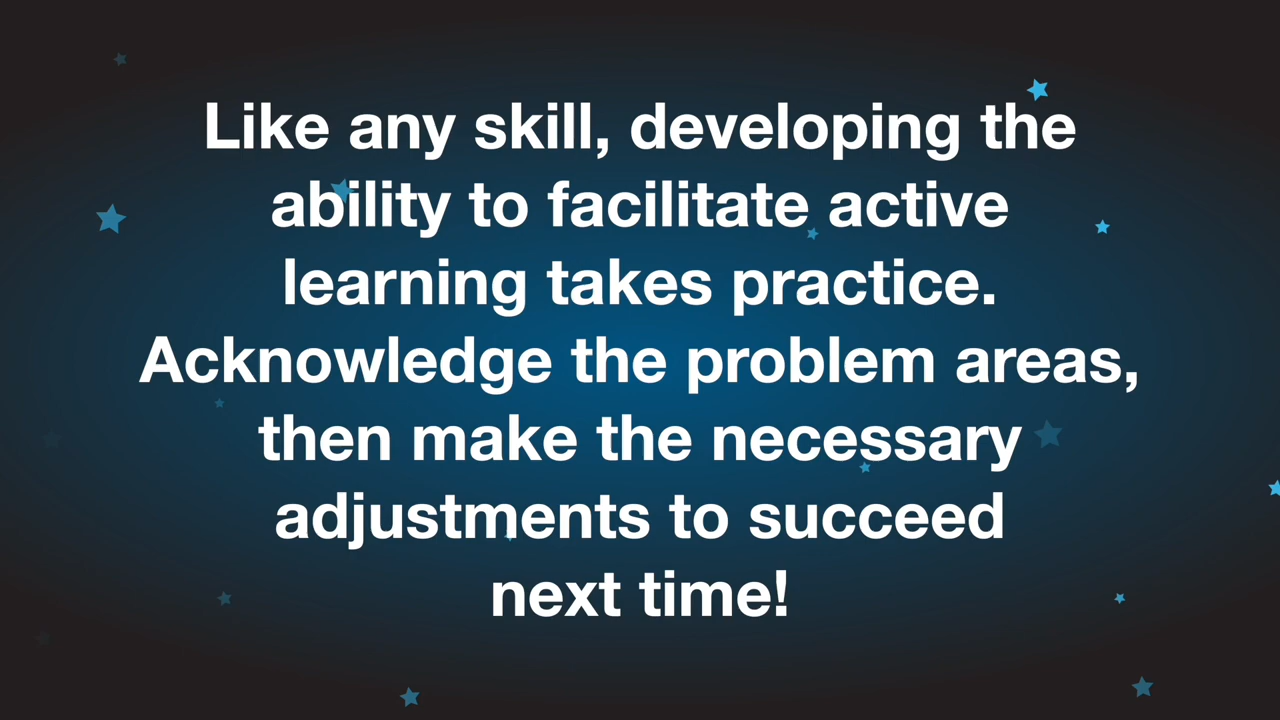 Like any skill, developing the
ability to facilitate active
learning takes practice.
Acknowledge the problem areas,
then make the necessary
adjustments to succeed
next time!